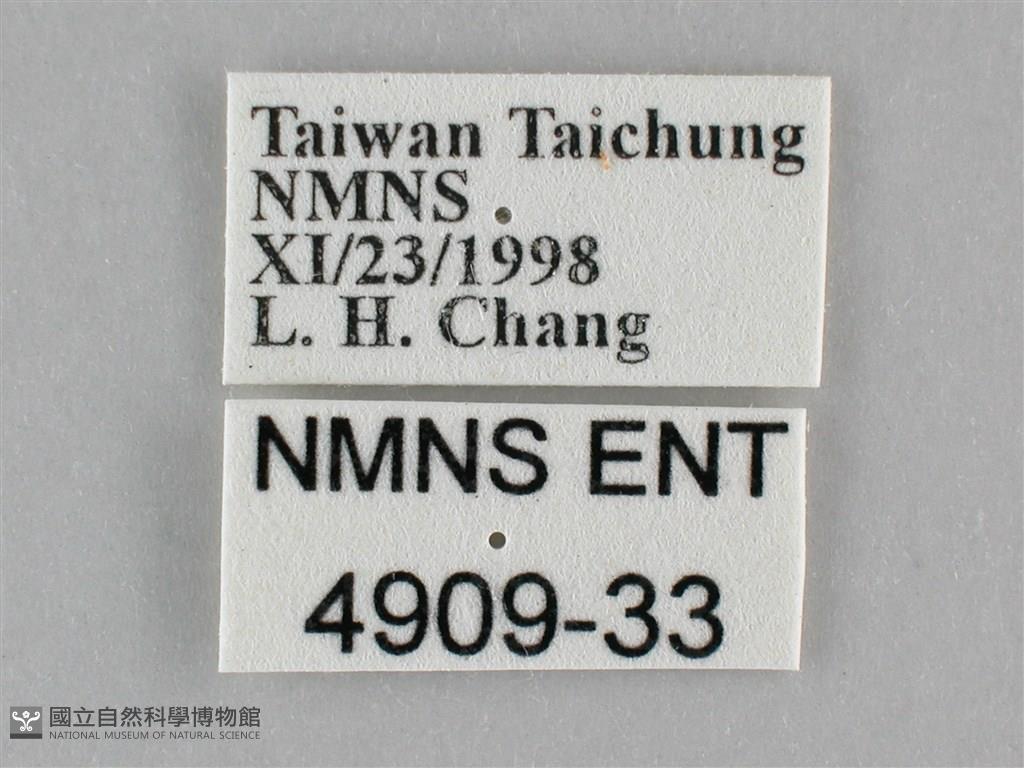 Taiwan Taichung
NMNS
XI/23/1998
L. H. Chang
NMNS ENT
4909-33
國立自然科學博物館
NATIONAL MUSEUM OF NATURAL SCIENCE